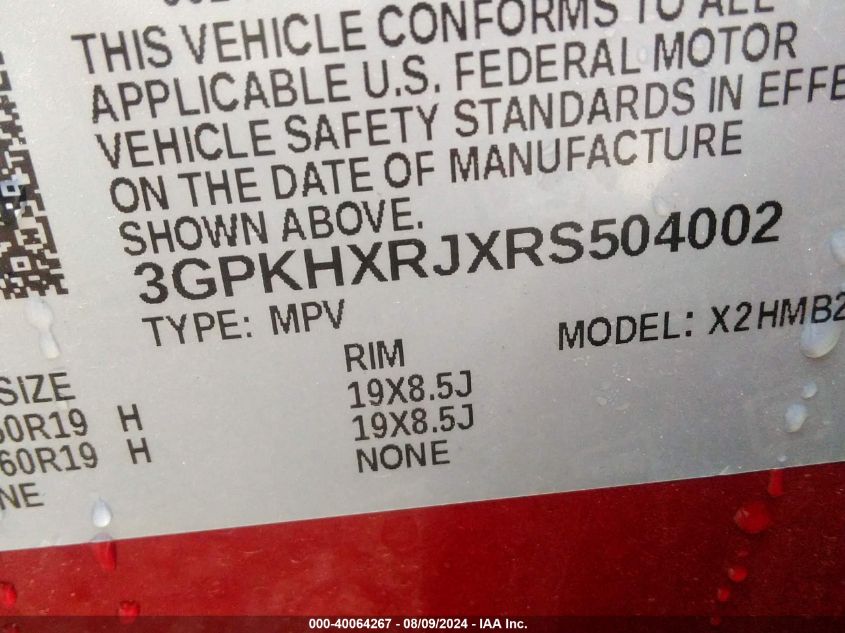 THIS VEHICLE CONFORMS TO ALL
APPLICABLE U.S. FEDERAL MOTOR
VEHICLE SAFETY STANDARDS IN EFFE
ON THE DATE OF MANUFACTURE
SHOWN ABOVE.
3GPKHXRJXRS504002
TYPE: MPV MODEL: X2HMB2
SIZE RIM
60R19 H 19X8.5J
60R19 H 19X8.5J
NE NONE
000-40064267 - 08/09/2024 - IAA Inc.